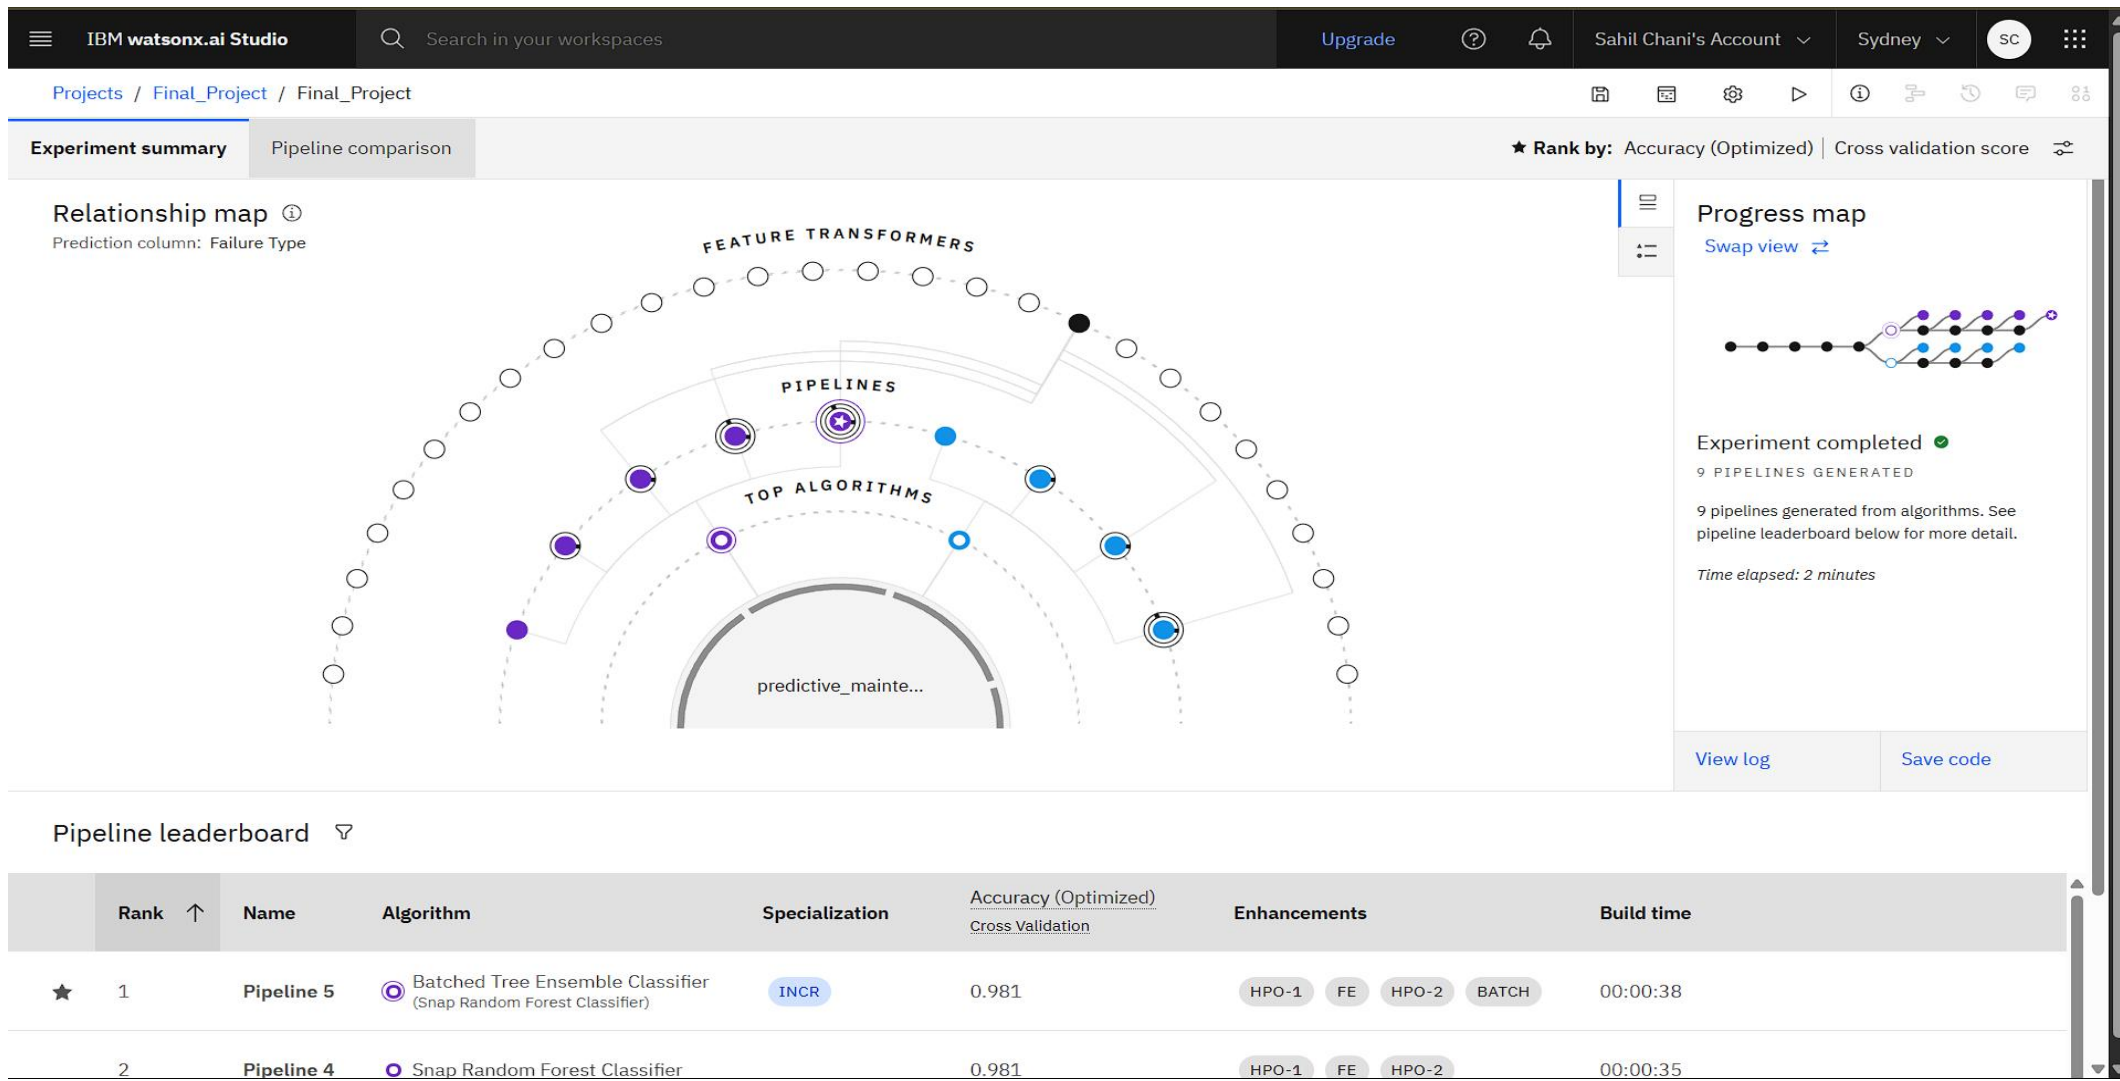 IBM watsonx.ai Studio
Search in your workspaces
Upgrade
Sahil Chani's Account
Sydney
SC
Projects / Final_Project / Final_Project
Experiment summary
Pipeline comparison
Rank by: Accuracy (Optimized) | Cross validation score
Relationship map
Prediction column: Failure Type
FEATURE TRANSFORMERS
PIPELINES
TOP ALGORITHMS
predictive_mainte...
Progress map
Swap view
Experiment completed
9 PIPELINES GENERATED
9 pipelines generated from algorithms. See
pipeline leaderboard below for more detail.
Time elapsed: 2 minutes
View log
Save code
Pipeline leaderboard
Rank Name Algorithm Specialization Accuracy (Optimized) Enhancements Build time
Cross Validation
1 Pipeline 5 Batched Tree Ensemble Classifier INCR 0.981 HPO-1 FE HPO-2 BATCH 00:00:38
(Snap Random Forest Classifier)
2 Pipeline 4 Snap Random Forest Classifier 0.981 HPO-1 FE HPO-2 00:00:35